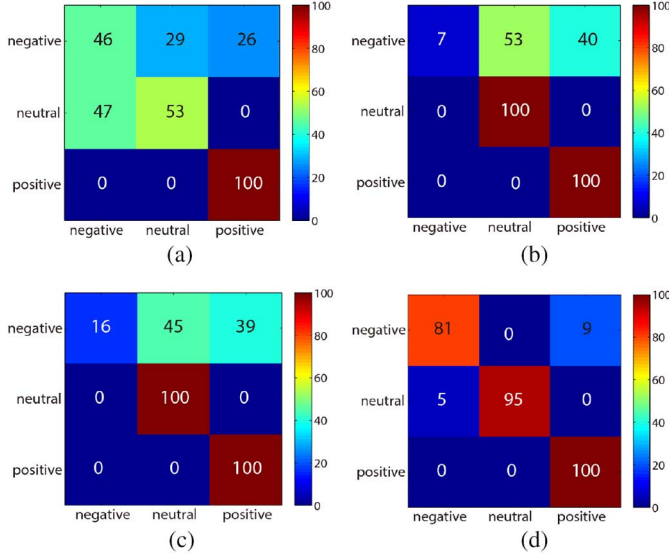 100
negative 46 29 26
80
60
neutral 47 53 0
40
20
positive 0 0 100
0
negative neutral positive
(a)
100
negative 7 53 40
80
60
neutral 0 100 0
40
20
positive 0 0 100
0
negative neutral positive
(b)
100
negative 16 45 39
80
60
neutral 0 100 0
40
20
positive 0 0 100
0
negative neutral positive
(c)
100
negative 81 0 9
80
60
neutral 5 95 0
40
20
positive 0 0 100
0
negative neutral positive
(d)